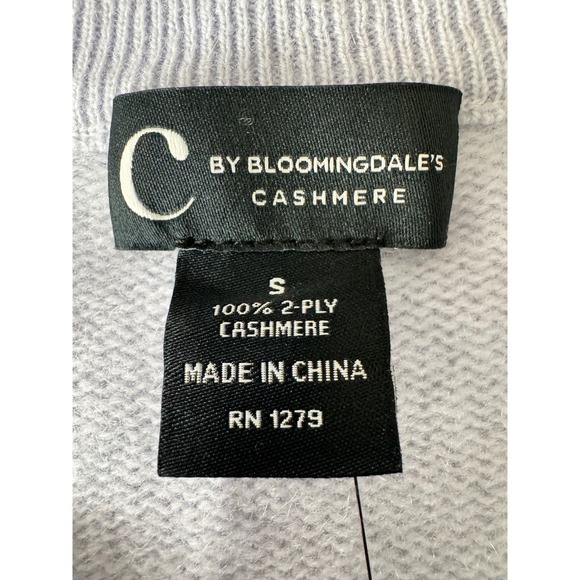 C BY BLOOMINGDALE'S
CASHMERE
S
100% 2-PLY
CASHMERE
MADE IN CHINA
RN 1279